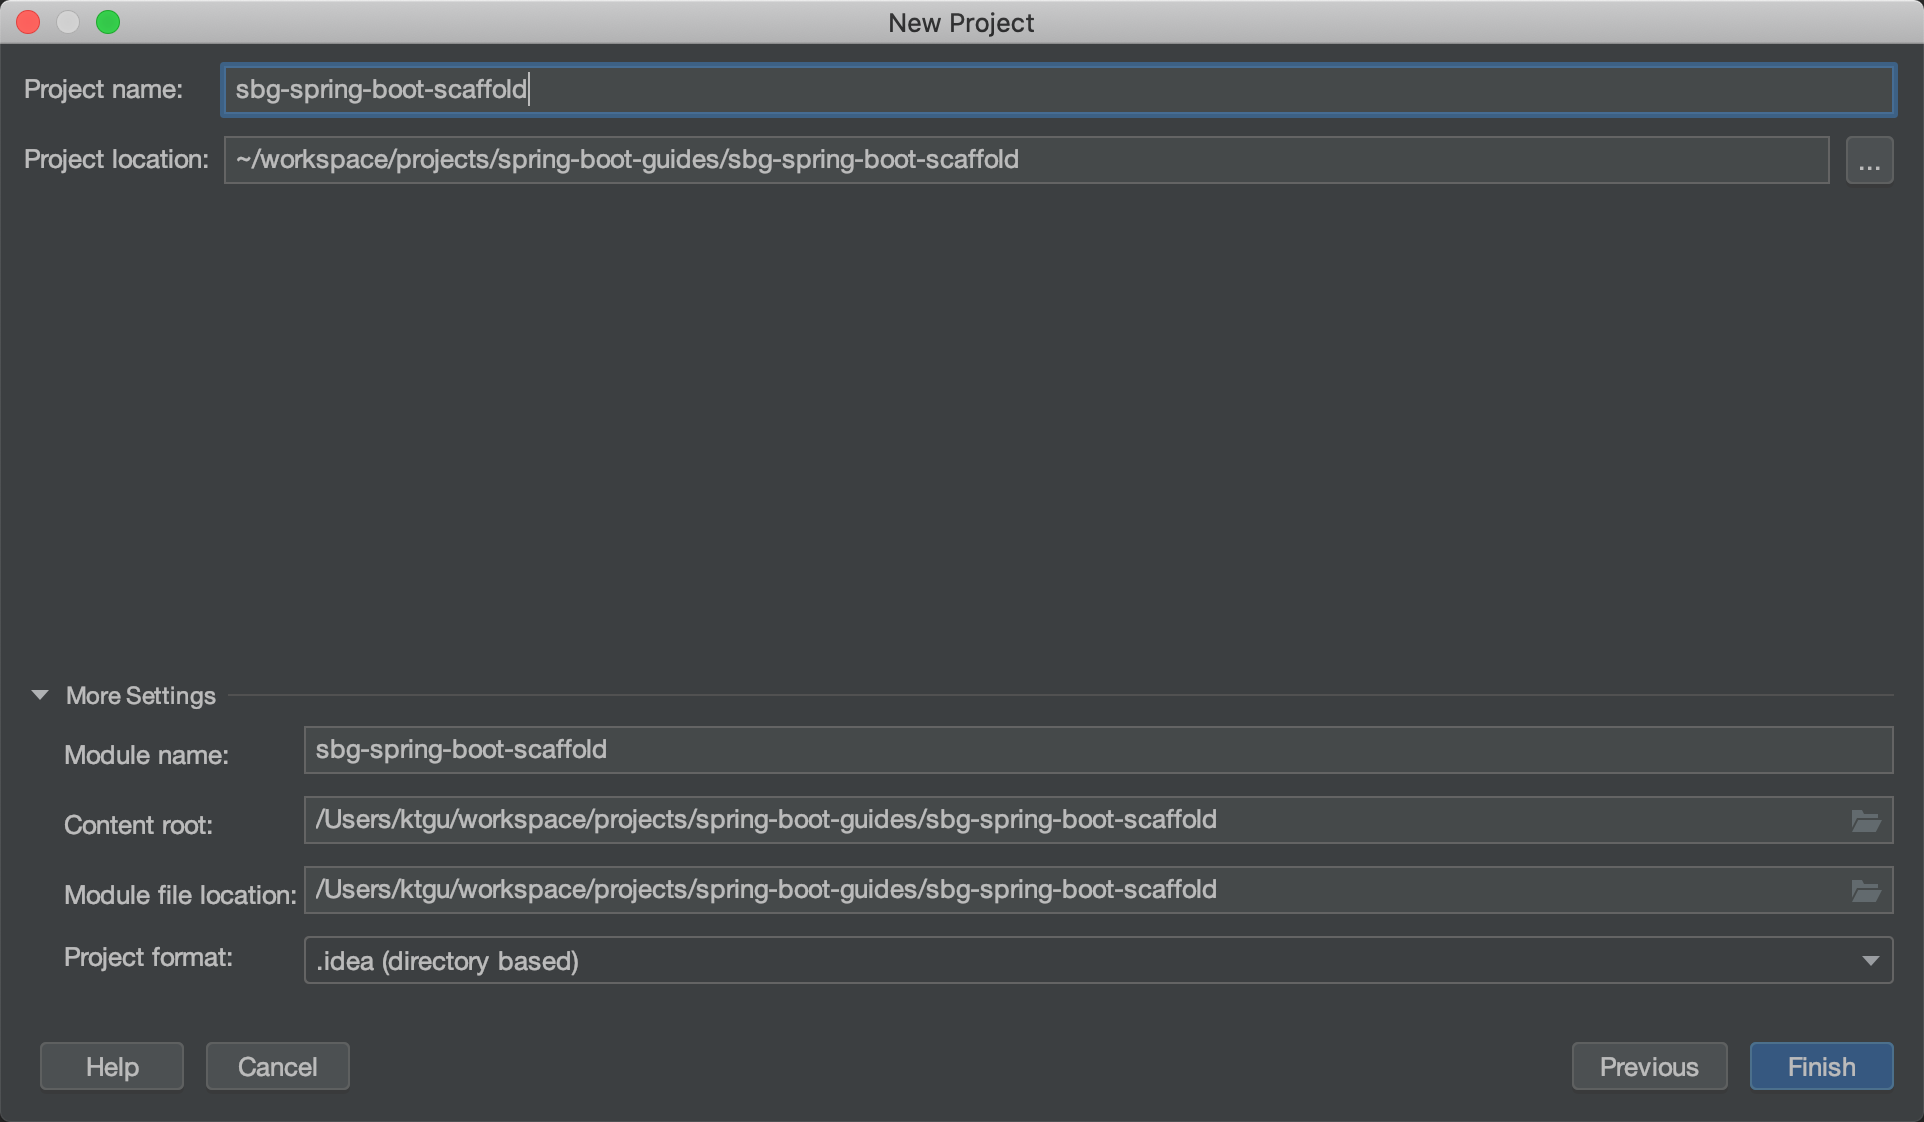 New Project
Project name: sbg-spring-boot-scaffold
Project location: ~/workspace/projects/spring-boot-guides/sbg-spring-boot-scaffold ...
More Settings
Module name: sbg-spring-boot-scaffold
Content root: /Users/ktgu/workspace/projects/spring-boot-guides/sbg-spring-boot-scaffold
Module file location: /Users/ktgu/workspace/projects/spring-boot-guides/sbg-spring-boot-scaffold
Project format: .idea (directory based)
Help Cancel Previous Finish